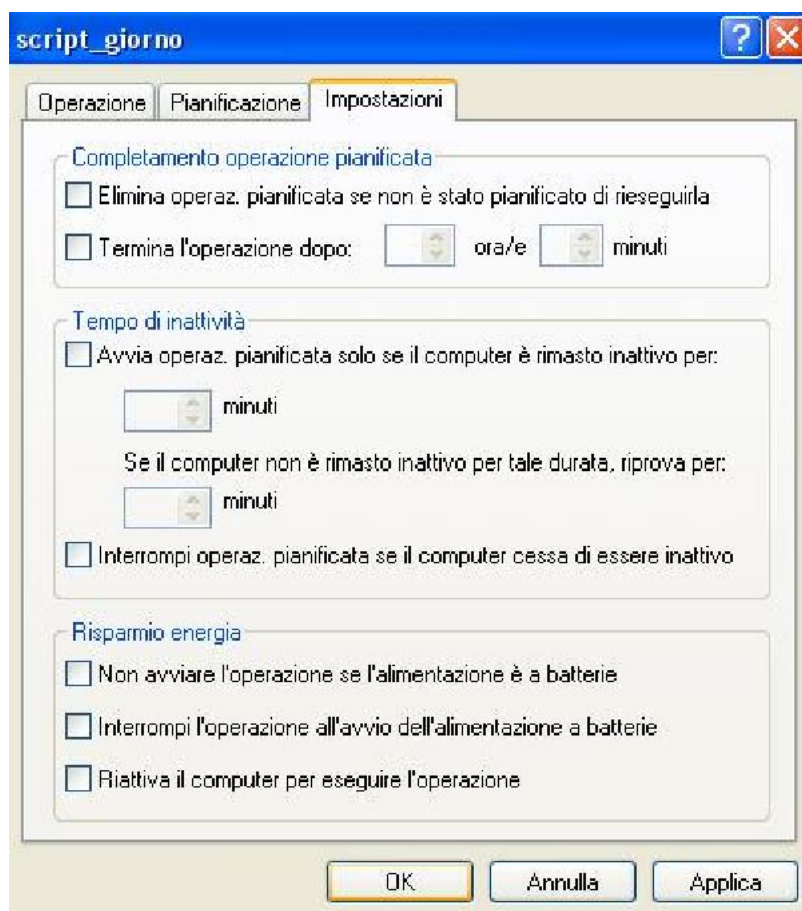 script_giorno
Operazione Pianificazione Impostazioni
Completamento operazione pianificata
Elimina operaz. pianificata se non è stato pianificato di rieseguirla
Termina l'operazione dopo: ora/e minuti
Tempo di inattività
Avvia operaz. pianificata solo se il computer è rimasto inattivo per:
minuti
Se il computer non è rimasto inattivo per tale durata, riprova per:
minuti
Interrompi operaz. pianificata se il computer cessa di essere inattivo
Risparmio energia
Non avviare l'operazione se l'alimentazione è a batterie
Interrompi l'operazione all'avvio dell'alimentazione a batterie
Riattiva il computer per eseguire l'operazione
OK Annulla Applica